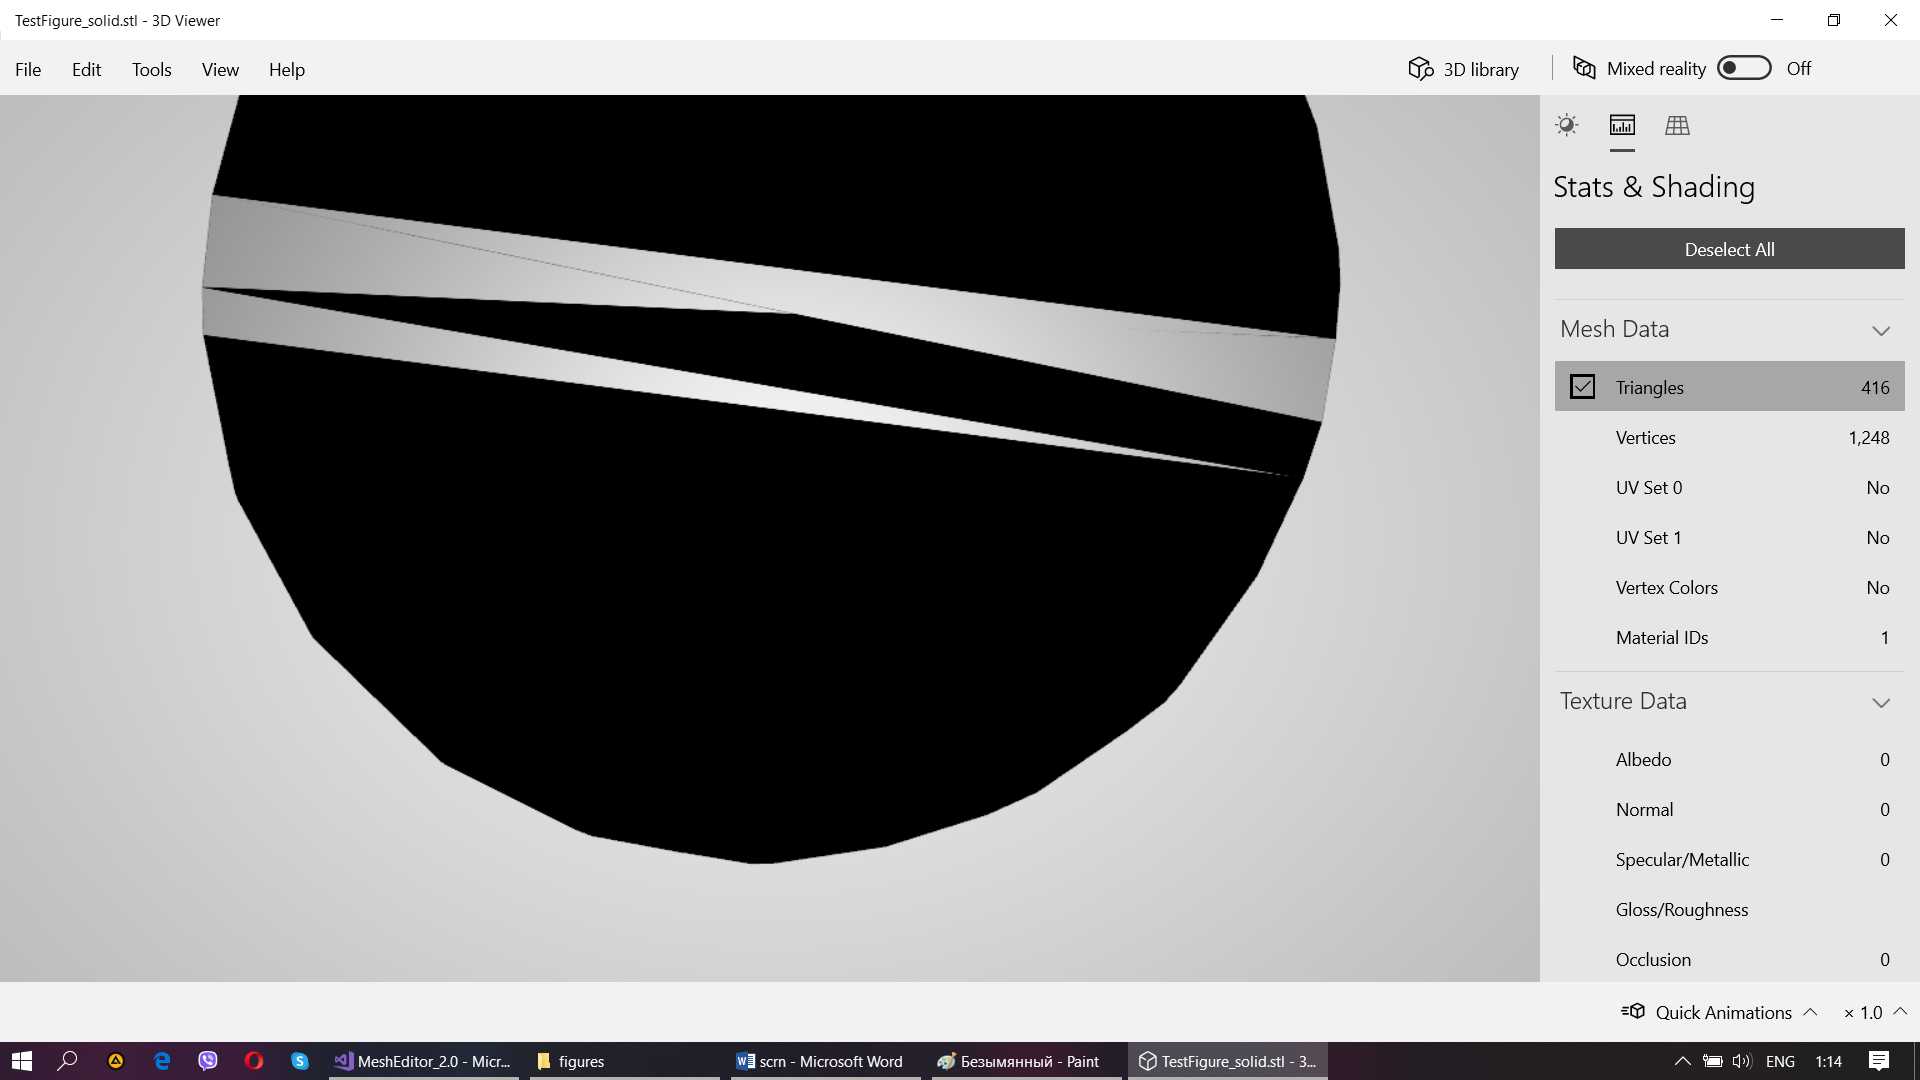 TestFigure_solid.stl - 3D Viewer
File Edit Tools View Help
3D library Mixed reality Off
Stats & Shading
Deselect All
Mesh Data
Triangles 416
Vertices 1,248
UV Set 0 No
UV Set 1 No
Vertex Colors No
Material IDs 1
Texture Data
Albedo 0
Normal 0
Specular/Metallic 0
Gloss/Roughness
Occlusion 0
Quick Animations × 1.0
MeshEditor_2.0 - Micr... figures scrn - Microsoft Word Безымянный - Paint TestFigure_solid.stl - 3... ENG 1:14